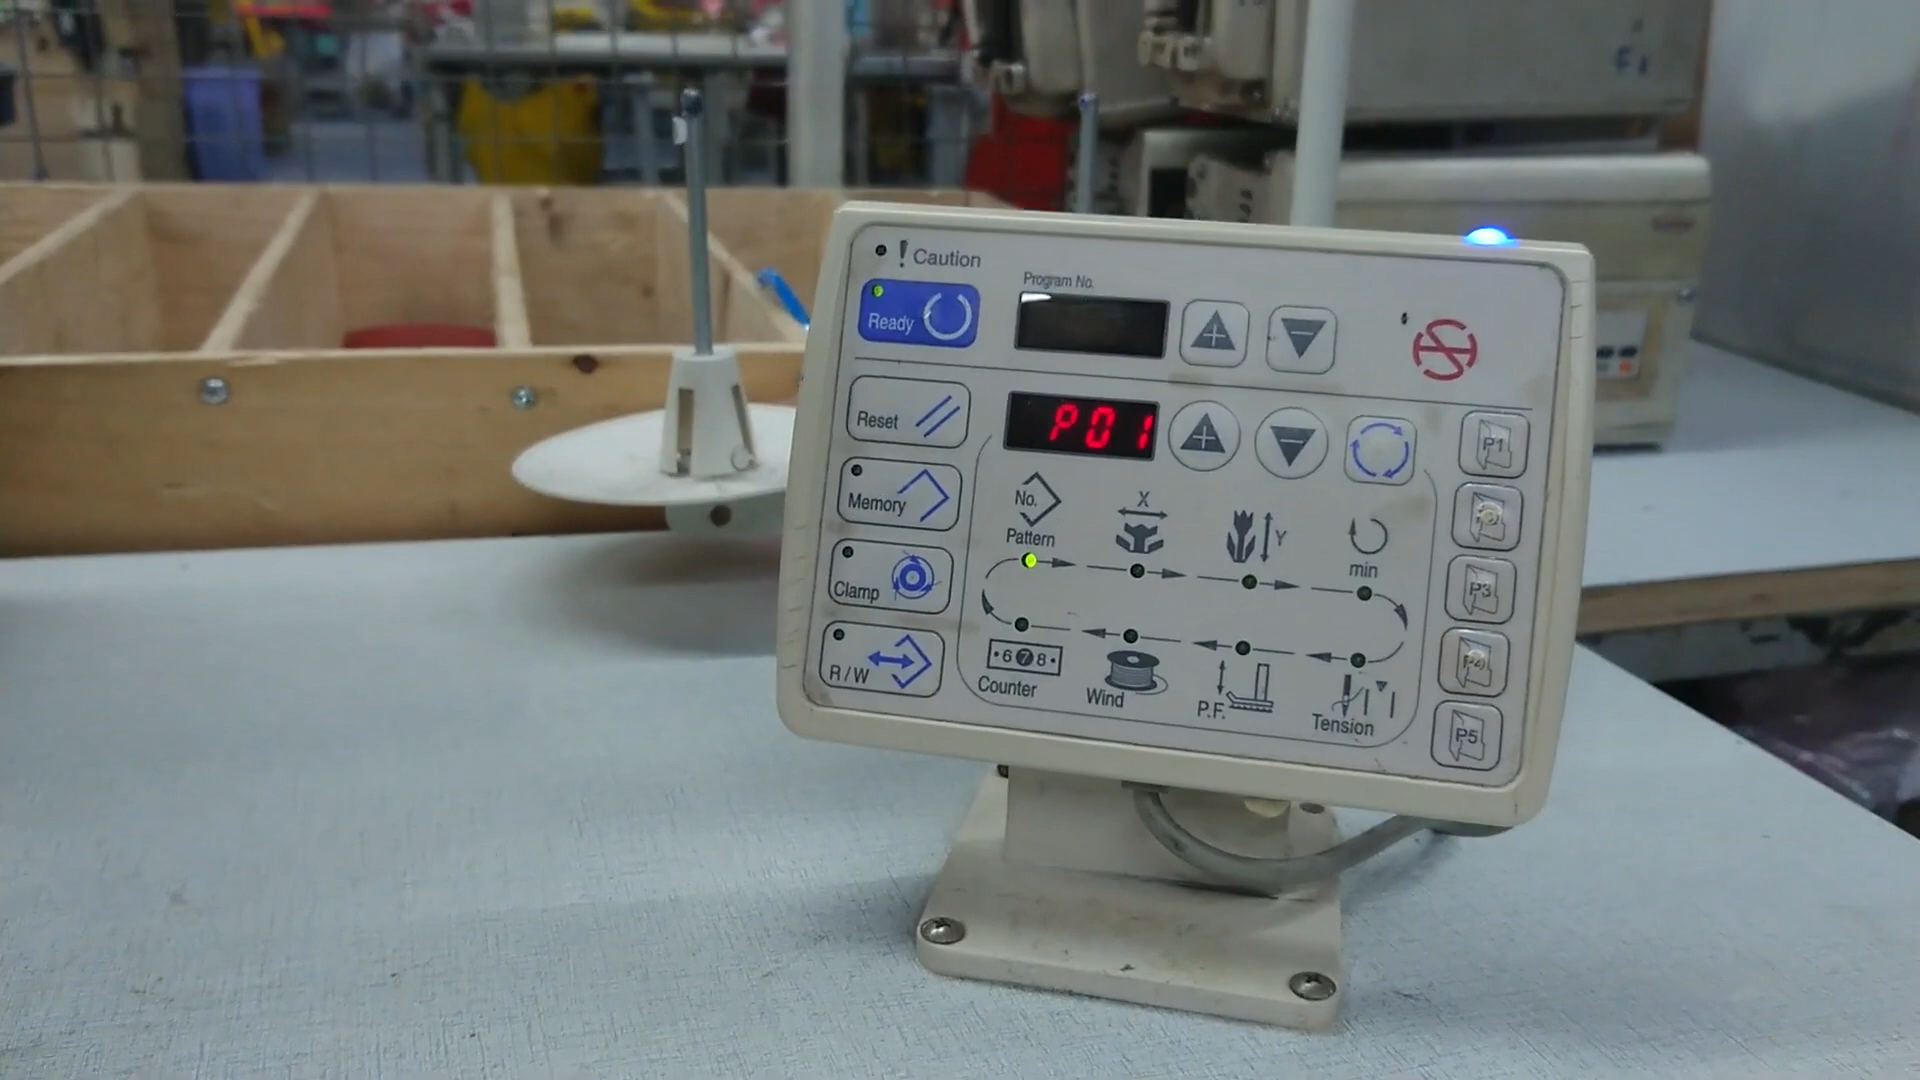 ! Caution
Program No.
Ready
Reset
P01
P1
Memory
No.
X
Y
Pattern
min
Clamp
P3
R/W
•6 7 8•
Counter
Wind
P.F.
Tension
P4
P5